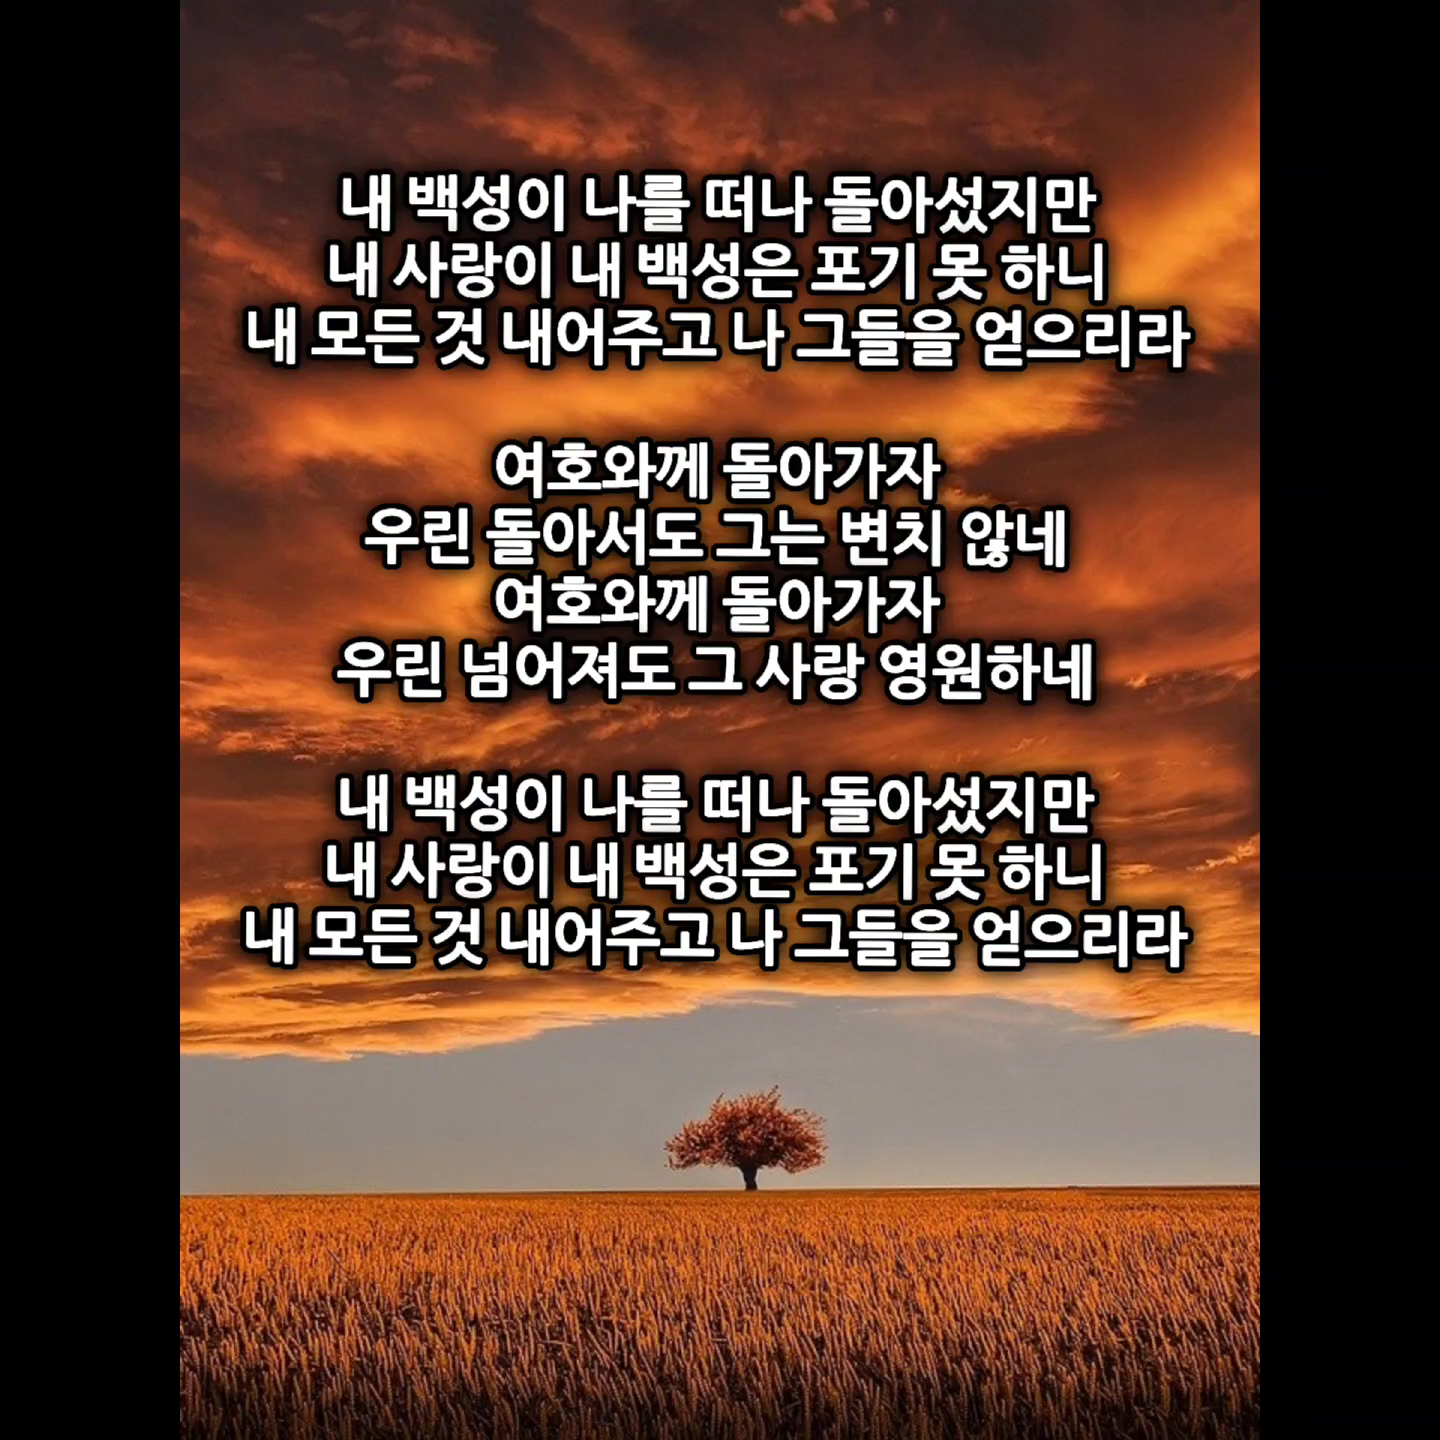 내 백성이 나를 떠나 돌아섰지만
내 사랑이 내 백성은 포기 못 하니
내 모든 것 내어주고 나 그들을 얻으리라
여호와께 돌아가자
우린 돌아서도 그는 변치 않네
여호와께 돌아가자
우린 넘어져도 그 사랑 영원하네
내 백성이 나를 떠나 돌아섰지만
내 사랑이 내 백성은 포기 못 하니
내 모든 것 내어주고 나 그들을 얻으리라